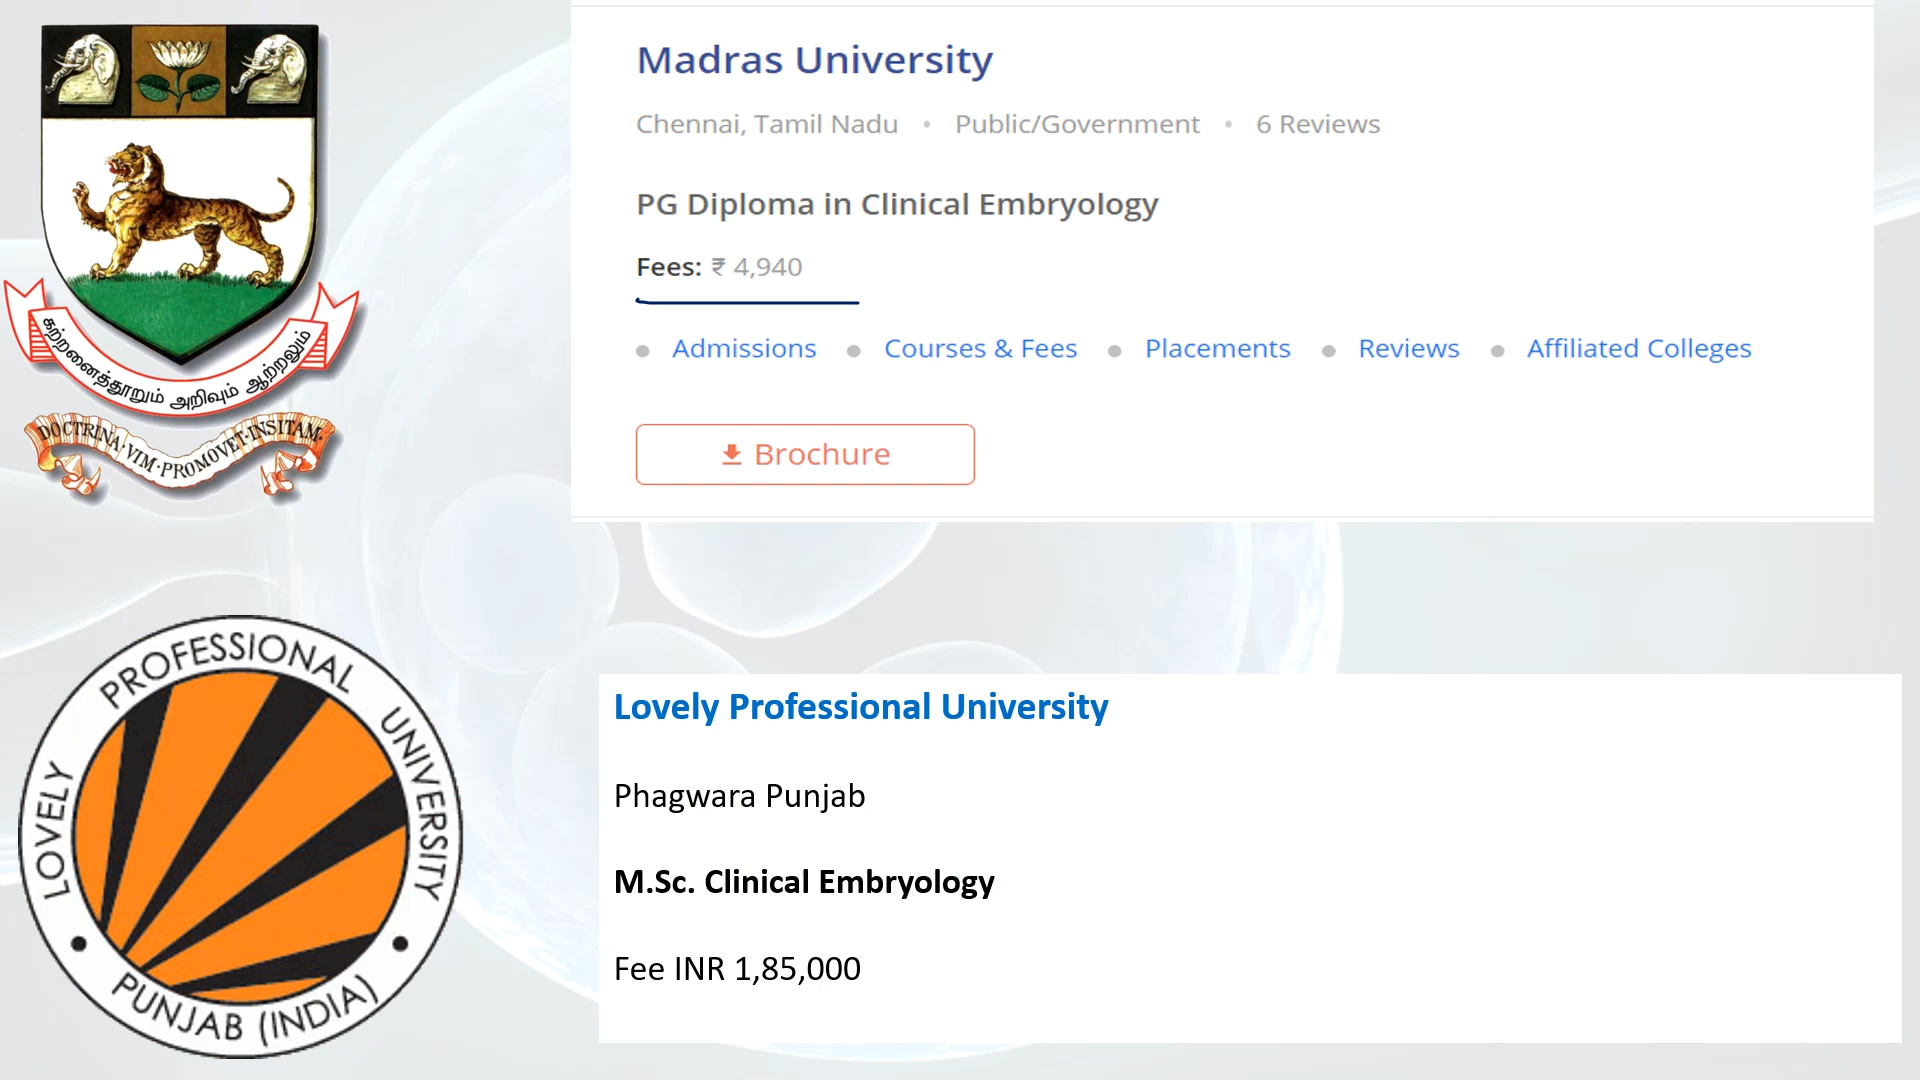 கற்றனைத்தூறும் அறிவும் ஆற்றலும்
DOCTRINA·VIM·PROMOVET·INSITAM·
Madras University
Chennai, Tamil Nadu • Public/Government • 6 Reviews
PG Diploma in Clinical Embryology
Fees: ₹ 4,940
Admissions • Courses & Fees • Placements • Reviews • Affiliated Colleges
Brochure
LOVELY PROFESSIONAL UNIVERSITY
• PUNJAB (INDIA) •
Lovely Professional University
Phagwara Punjab
M.Sc. Clinical Embryology
Fee INR 1,85,000